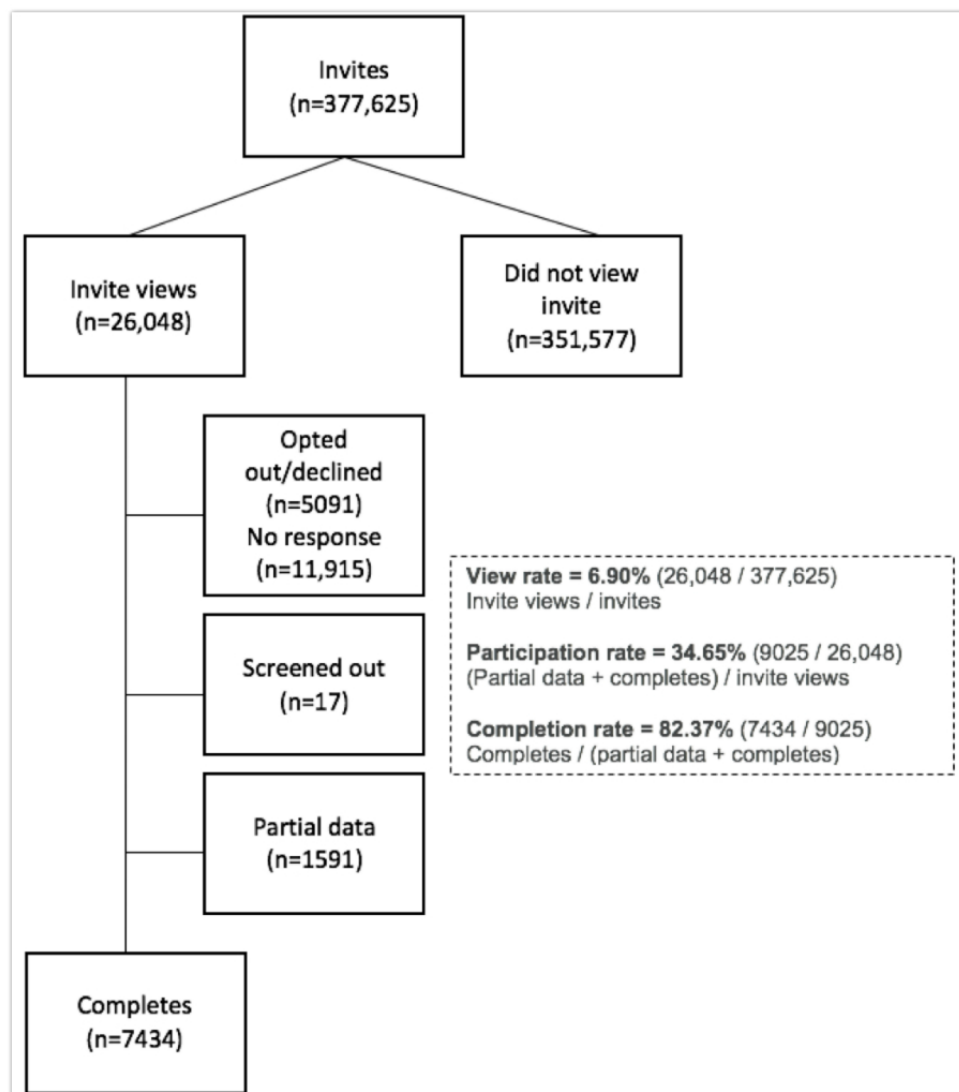 Invites
(n=377,625)
Invite views
(n=26,048)
Did not view
invite
(n=351,577)
Opted
out/declined
(n=5091)
No response
(n=11,915)
Screened out
(n=17)
Partial data
(n=1591)
Completes
(n=7434)
View rate = 6.90% (26,048 / 377,625)
Invite views / invites
Participation rate = 34.65% (9025 / 26,048)
(Partial data + completes) / invite views
Completion rate = 82.37% (7434 / 9025)
Completes / (partial data + completes)